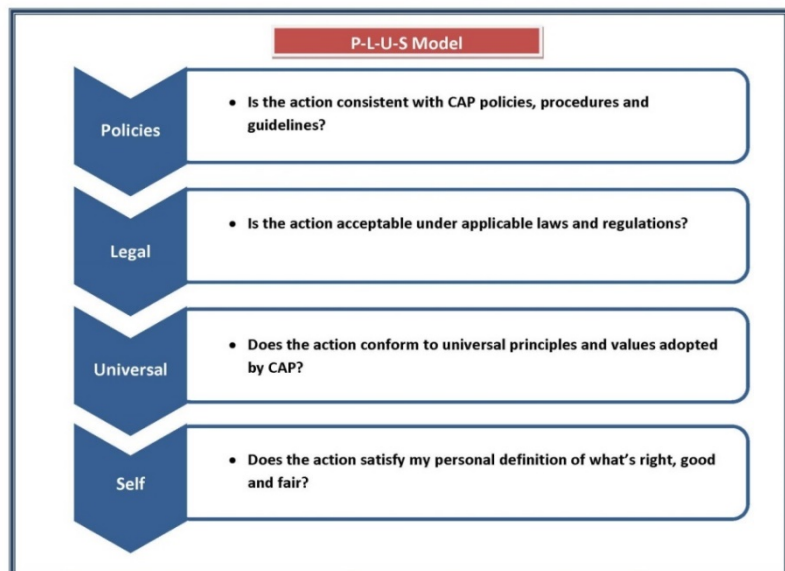 P-L-U-S Model
Policies
• Is the action consistent with CAP policies, procedures and
guidelines?
Legal
• Is the action acceptable under applicable laws and regulations?
Universal
• Does the action conform to universal principles and values adopted
by CAP?
Self
• Does the action satisfy my personal definition of what’s right, good
and fair?